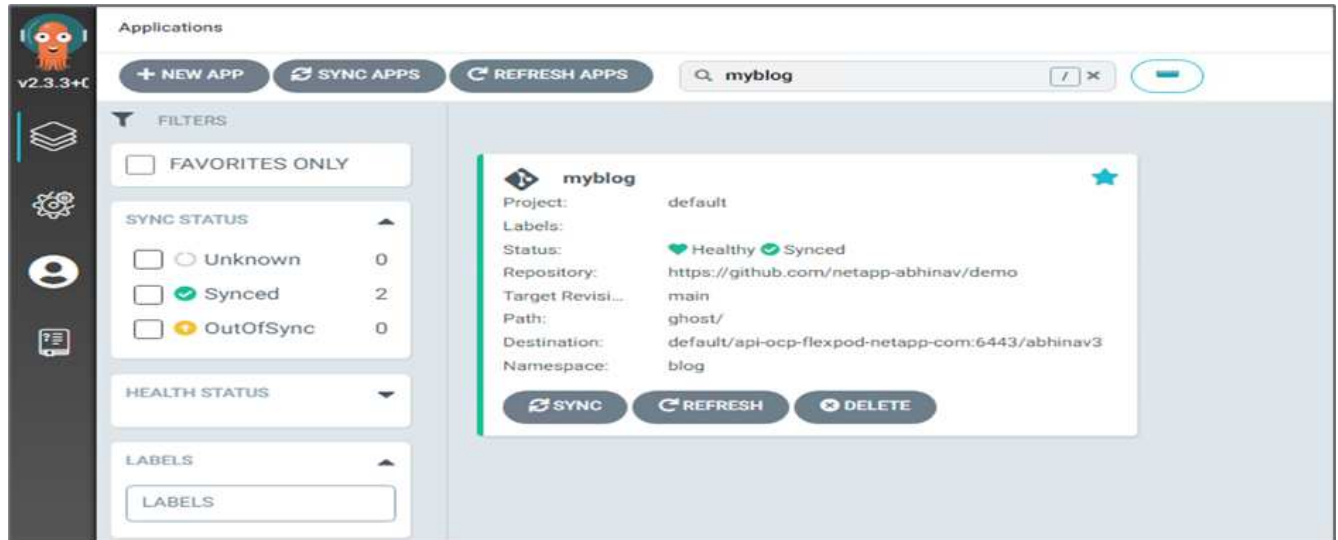 Applications
v2.3.3+
+ NEW APP
SYNC APPS
REFRESH APPS
myblog
/
FILTERS
FAVORITES ONLY
SYNC STATUS
Unknown 0
Synced 2
OutOfSync 0
HEALTH STATUS
LABELS
LABELS
myblog
Project: default
Labels:
Status: Healthy Synced
Repository: https://github.com/netapp-abhinav/demo
Target Revisi... main
Path: ghost/
Destination: default/api-ocp-flexpod-netapp-com:6443/abhinav3
Namespace: blog
SYNC
REFRESH
DELETE